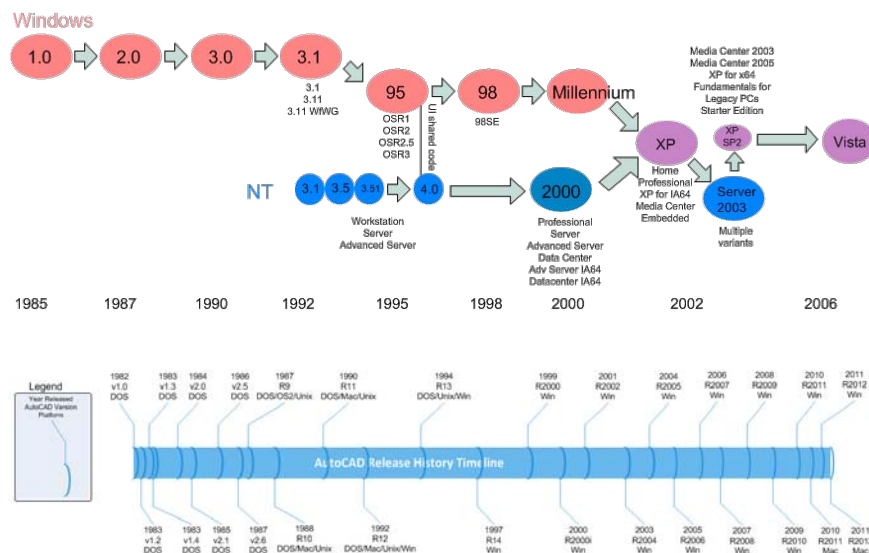 Windows
1.0
2.0
3.0
3.1
3.1
3.11
3.11 WfWG
95
OSR1
OSR2
OSR2.5
OSR3
UI shared code
98
98SE
Millennium
Media Center 2003
Media Center 2005
XP for x64
Fundamentals for
Legacy PCs
Starter Edition
XP
Home
Professional
XP for IA64
Media Center
Embedded
XP
SP2
Vista
NT
3.1
3.5
3.51
4.0
Workstation
Server
Advanced Server
2000
Professional
Server
Advanced Server
Data Center
Adv Server IA64
Datacenter IA64
Server
2003
Multiple
variants
1985
1987
1990
1992
1995
1998
2000
2002
2006
Legend
Year Released
AutoCAD Version
Platform
1982
v1.0
DOS
1983
v1.3
DOS
1984
v2.0
DOS
1986
v2.5
DOS
1987
R9
DOS/OS2/Unix
1990
R11
DOS/Mac/Unix
1994
R13
DOS/Unix/Win
1999
R2000
Win
2001
R2002
Win
2004
R2005
Win
2006
R2007
Win
2008
R2009
Win
2010
R2011
Win
2011
R2012
Win
AutoCAD Release History Timeline
1983
v1.2
DOS
1983
v1.4
DOS
1985
v2.1
DOS
1987
v2.6
DOS
1988
R10
DOS/Mac/Unix
1992
R12
DOS/Mac/Unix/Win
1997
R14
Win
2000
R2000i
Win
2003
R2004
Win
2005
R2006
Win
2007
R2008
Win
2009
R2010
Win
2010
R2011
Mac
2011
Mac